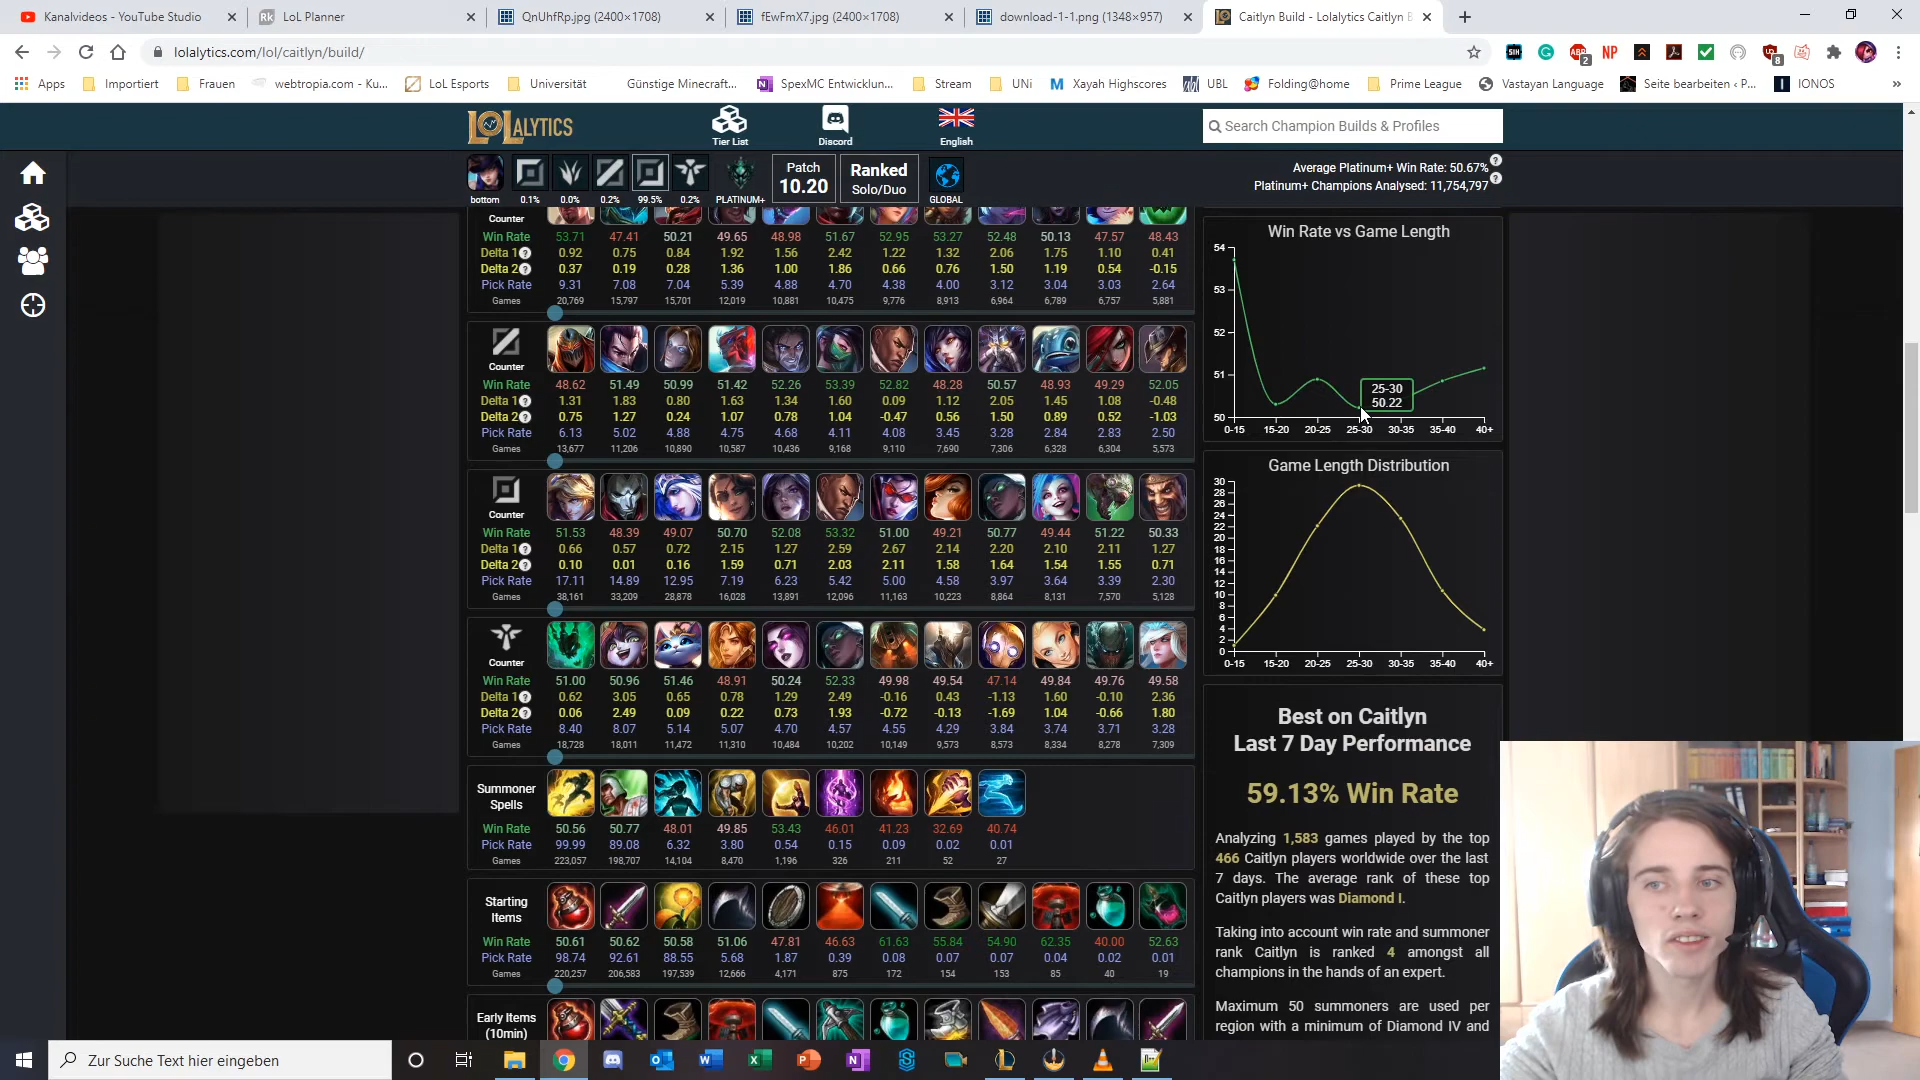 Kanalvideos - YouTube Studio
LoL Planner
QnUhfRp.jpg (2400×1708)
fEwFmX7.jpg (2400×1708)
download-1-1.png (1348×957)
Caitlyn Build - Lolalytics Caitlyn B
lolalytics.com/lol/caitlyn/build/
Apps
Importiert
Frauen
webtropia.com - Ku...
LoL Esports
Universität
Günstige Minecraft...
SpexMC Entwicklun...
Stream
UNi
Xayah Highscores
UBL
Folding@home
Prime League
Vastayan Language
Seite bearbeiten ‹ P...
IONOS
LOLALYTICS
Tier List
Discord
English
Search Champion Builds & Profiles
bottom
0.1%
0.0%
0.2%
99.5%
0.2%
PLATINUM+
Patch
10.20
Ranked
Solo/Duo
GLOBAL
Average Platinum+ Win Rate: 50.67%
Platinum+ Champions Analysed: 11,754,797
Counter
Win Rate 53.71 47.41 50.21 49.65 48.98 51.67 52.95 53.27 52.48 50.13 47.57 48.43
Delta 1 0.92 0.75 0.84 1.92 1.56 2.42 1.22 1.32 2.06 1.75 1.10 0.41
Delta 2 0.37 0.19 0.28 1.36 1.00 1.86 0.66 0.76 1.50 1.19 0.54 -0.15
Pick Rate 9.31 7.08 7.04 5.39 4.88 4.70 4.38 4.00 3.12 3.04 3.03 2.64
Games 20,769 15,797 15,701 12,019 10,881 10,475 9,776 8,913 6,964 6,789 6,757 5,881
Counter
Win Rate 48.62 51.49 50.99 51.42 52.26 53.39 52.82 48.28 50.57 48.93 49.29 52.05
Delta 1 1.31 1.83 0.80 1.63 1.34 1.60 0.09 1.12 2.05 1.45 1.08 -0.48
Delta 2 0.75 1.27 0.24 1.07 0.78 1.04 -0.47 0.56 1.50 0.89 0.52 -1.03
Pick Rate 6.13 5.02 4.88 4.75 4.68 4.11 4.08 3.45 3.28 2.84 2.83 2.50
Games 13,677 11,206 10,890 10,587 10,436 9,168 9,110 7,690 7,306 6,328 6,304 5,573
Counter
Win Rate 51.53 48.39 49.07 50.70 52.08 53.32 51.00 49.21 50.77 49.44 51.22 50.33
Delta 1 0.66 0.57 0.72 2.15 1.27 2.59 2.67 2.14 2.20 2.10 2.11 1.27
Delta 2 0.10 0.01 0.16 1.59 0.71 2.03 2.11 1.58 1.64 1.54 1.55 0.71
Pick Rate 17.11 14.89 12.95 7.19 6.23 5.42 5.00 4.58 3.97 3.64 3.39 2.30
Games 38,161 33,209 28,878 16,028 13,891 12,096 11,163 10,223 8,864 8,131 7,570 5,128
Counter
Win Rate 51.00 50.96 51.46 48.91 50.24 52.33 49.98 49.54 47.14 49.84 49.76 49.58
Delta 1 0.62 3.05 0.65 0.78 1.29 2.49 -0.16 0.43 -1.13 1.60 -0.10 2.36
Delta 2 0.06 2.49 0.09 0.22 0.73 1.93 -0.72 -0.13 -1.69 1.04 -0.66 1.80
Pick Rate 8.40 8.07 5.14 5.07 4.70 4.57 4.55 4.29 3.84 3.74 3.71 3.28
Games 18,728 18,011 11,472 11,310 10,484 10,202 10,149 9,573 8,573 8,334 8,278 7,309
Summoner
Spells
Win Rate 50.56 50.77 48.01 49.85 53.43 46.01 41.23 32.69 40.74
Pick Rate 99.99 89.08 6.32 3.80 0.54 0.15 0.09 0.02 0.01
Games 223,057 198,707 14,104 8,470 1,196 326 211 52 27
Starting
Items
Win Rate 50.61 50.62 50.58 51.06 47.81 46.63 61.63 55.84 54.90 62.35 40.00 52.63
Pick Rate 98.74 92.61 88.55 5.68 1.87 0.39 0.08 0.07 0.07 0.04 0.02 0.01
Games 220,257 206,583 197,539 12,666 4,171 875 172 154 153 85 40 19
Early Items
(10min)
Win Rate vs Game Length
54
53
52
51
50
25-30
50.22
0-15 15-20 20-25 25-30 30-35 35-40 40+
Game Length Distribution
30
28
26
24
22
20
18
16
14
12
10
8
6
4
2
0
0-15 15-20 20-25 25-30 30-35 35-40 40+
Best on Caitlyn
Last 7 Day Performance
59.13% Win Rate
Analyzing 1,583 games played by the top
466 Caitlyn players worldwide over the last
7 days. The average rank of these top
Caitlyn players was Diamond I.
Taking into account win rate and summoner
rank Caitlyn is ranked 4 amongst all
champions in the hands of an expert.
Maximum 50 summoners are used per
region with a minimum of Diamond IV and
Zur Suche Text hier eingeben